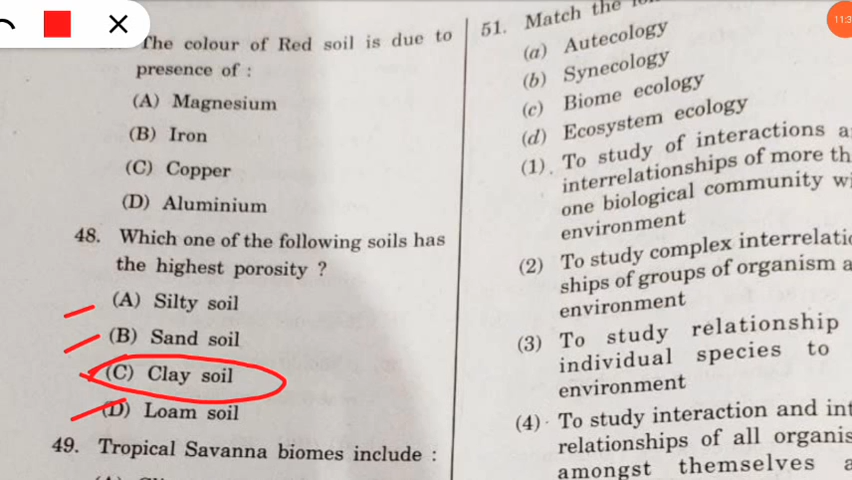 The colour of Red soil is due to
presence of :
(A) Magnesium
(B) Iron
(C) Copper
(D) Aluminium
48. Which one of the following soils has
the highest porosity ?
(A) Silty soil
(B) Sand soil
(C) Clay soil
(D) Loam soil
49. Tropical Savanna biomes include :
51. Match the
(a) Autecology
(b) Synecology
(c) Biome ecology
(d) Ecosystem ecology
(1) To study of interactions a
interrelationships of more th
one biological community wi
environment
(2) To study complex interrelatio
ships of groups of organism a
environment
(3) To study relationship
individual species to
environment
(4) To study interaction and int
relationships of all organis
amongst themselves a
11:3